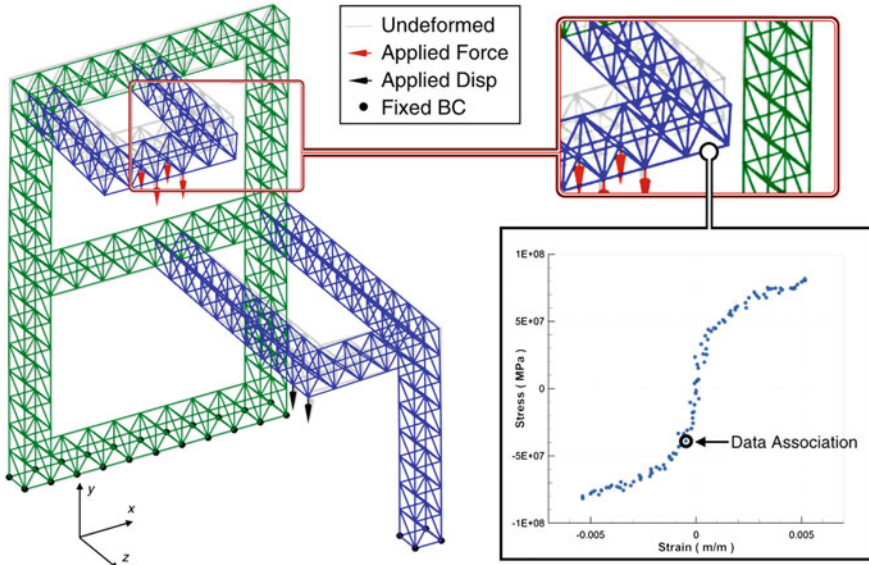 Undeformed
Applied Force
Applied Disp
Fixed BC
y
x
z
1E+08
5E+07
0
-5E+07
-1E+08
Stress ( MPa )
Data Association
-0.005
0
0.005
Strain ( m/m )